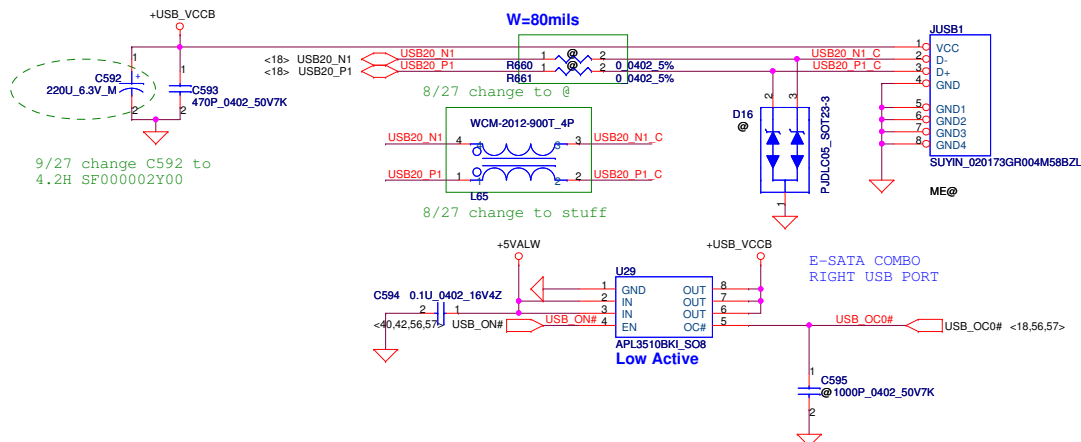 +USB_VCCB
W=80mils
JUSB1
1
2
C592
220U_6.3V_M
+
1
2
C593
470P_0402_50V7K
<18> USB20_N1
<18> USB20_P1
USB20_N1
USB20_P1
1 @ 2
1 @ 2
R660 0_0402_5%
R661 0_0402_5%
8/27 change to @
USB20_N1_C
USB20_P1_C
1 VCC
2 D-
3 D+
4 GND
5 GND1
6 GND2
7 GND3
8 GND4
SUYIN_020173GR004M58BZL
ME@
D16
@
2 3
1
PJDLC05_SOT23-3
9/27 change C592 to
4.2H SF000002Y00
WCM-2012-900T_4P
USB20_N1 4 4 3 3 USB20_N1_C
USB20_P1 1 1 2 2 USB20_P1_C
L65
8/27 change to stuff
+5VALW
+USB_VCCB
E-SATA COMBO
RIGHT USB PORT
U29
C594 0.1U_0402_16V4Z
2 1
<40,42,56,57> USB_ON#
USB_ON#
1 GND OUT 8
2 IN OUT 7
3 IN OUT 6
4 EN OC# 5
APL3510BKI_SO8
Low Active
USB_OC0#
USB_OC0# <18,56,57>
1
2
C595
@1000P_0402_50V7K